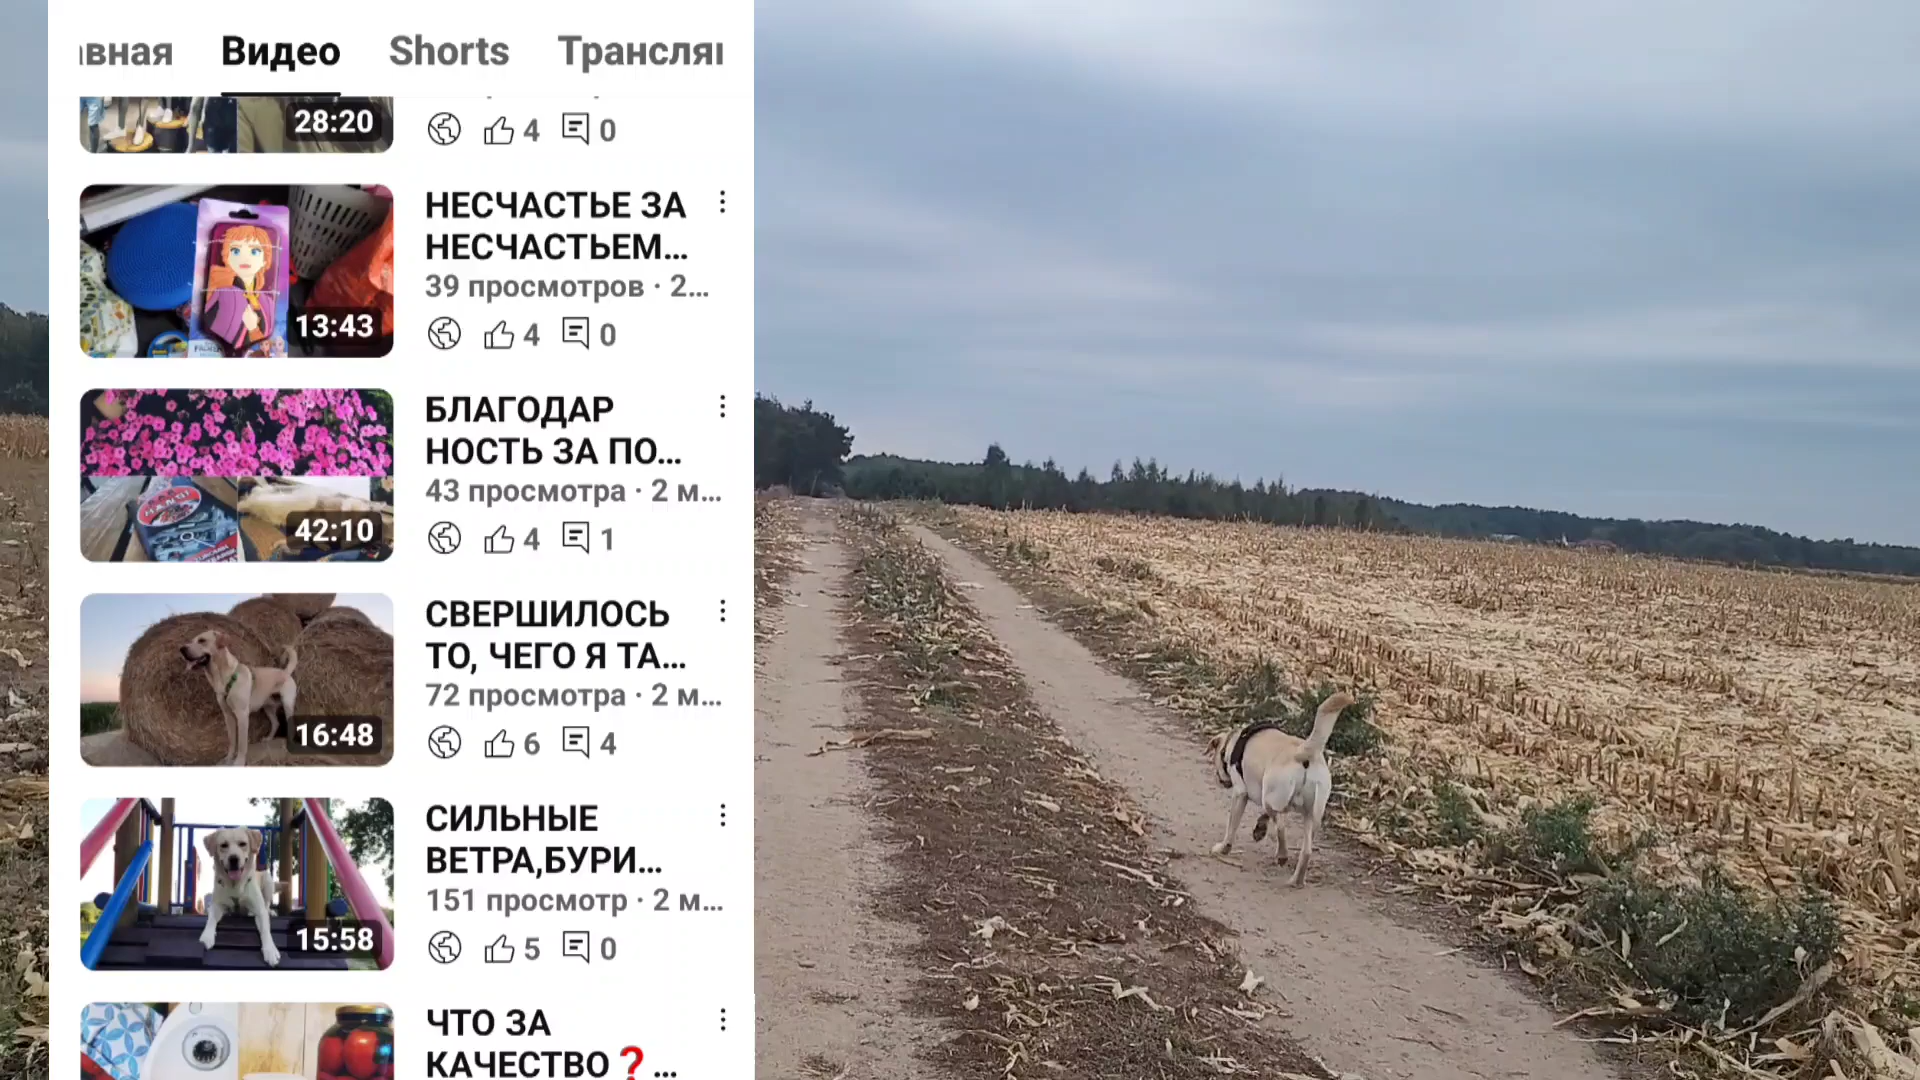 авная Видео Shorts Трансляц
28:20
4 0
НЕСЧАСТЬЕ ЗА
НЕСЧАСТЬЕМ...
39 просмотров · 2...
13:43
4 0
БЛАГОДАР
НОСТЬ ЗА ПО...
43 просмотра · 2 м...
42:10
4 1
СВЕРШИЛОСЬ
ТО, ЧЕГО Я ТА...
72 просмотра · 2 м...
16:48
6 4
СИЛЬНЫЕ
ВЕТРА,БУРИ...
151 просмотр · 2 м...
15:58
5 0
ЧТО ЗА
КАЧЕСТВО❓...